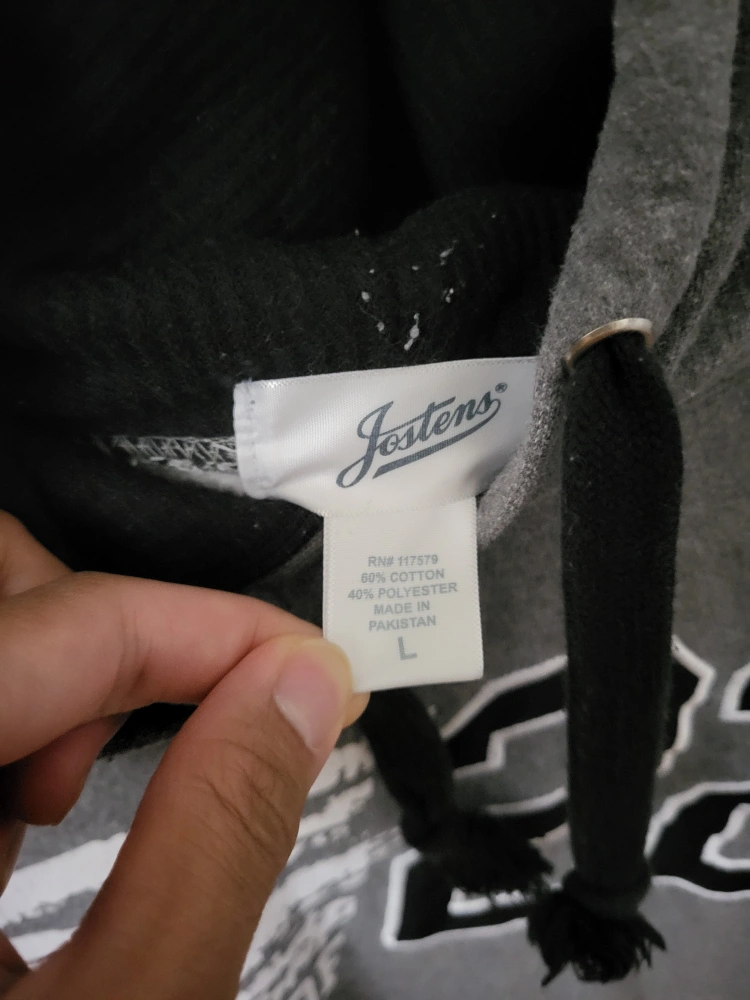 Jostens®
RN# 117579
60% COTTON
40% POLYESTER
MADE IN
PAKISTAN
L